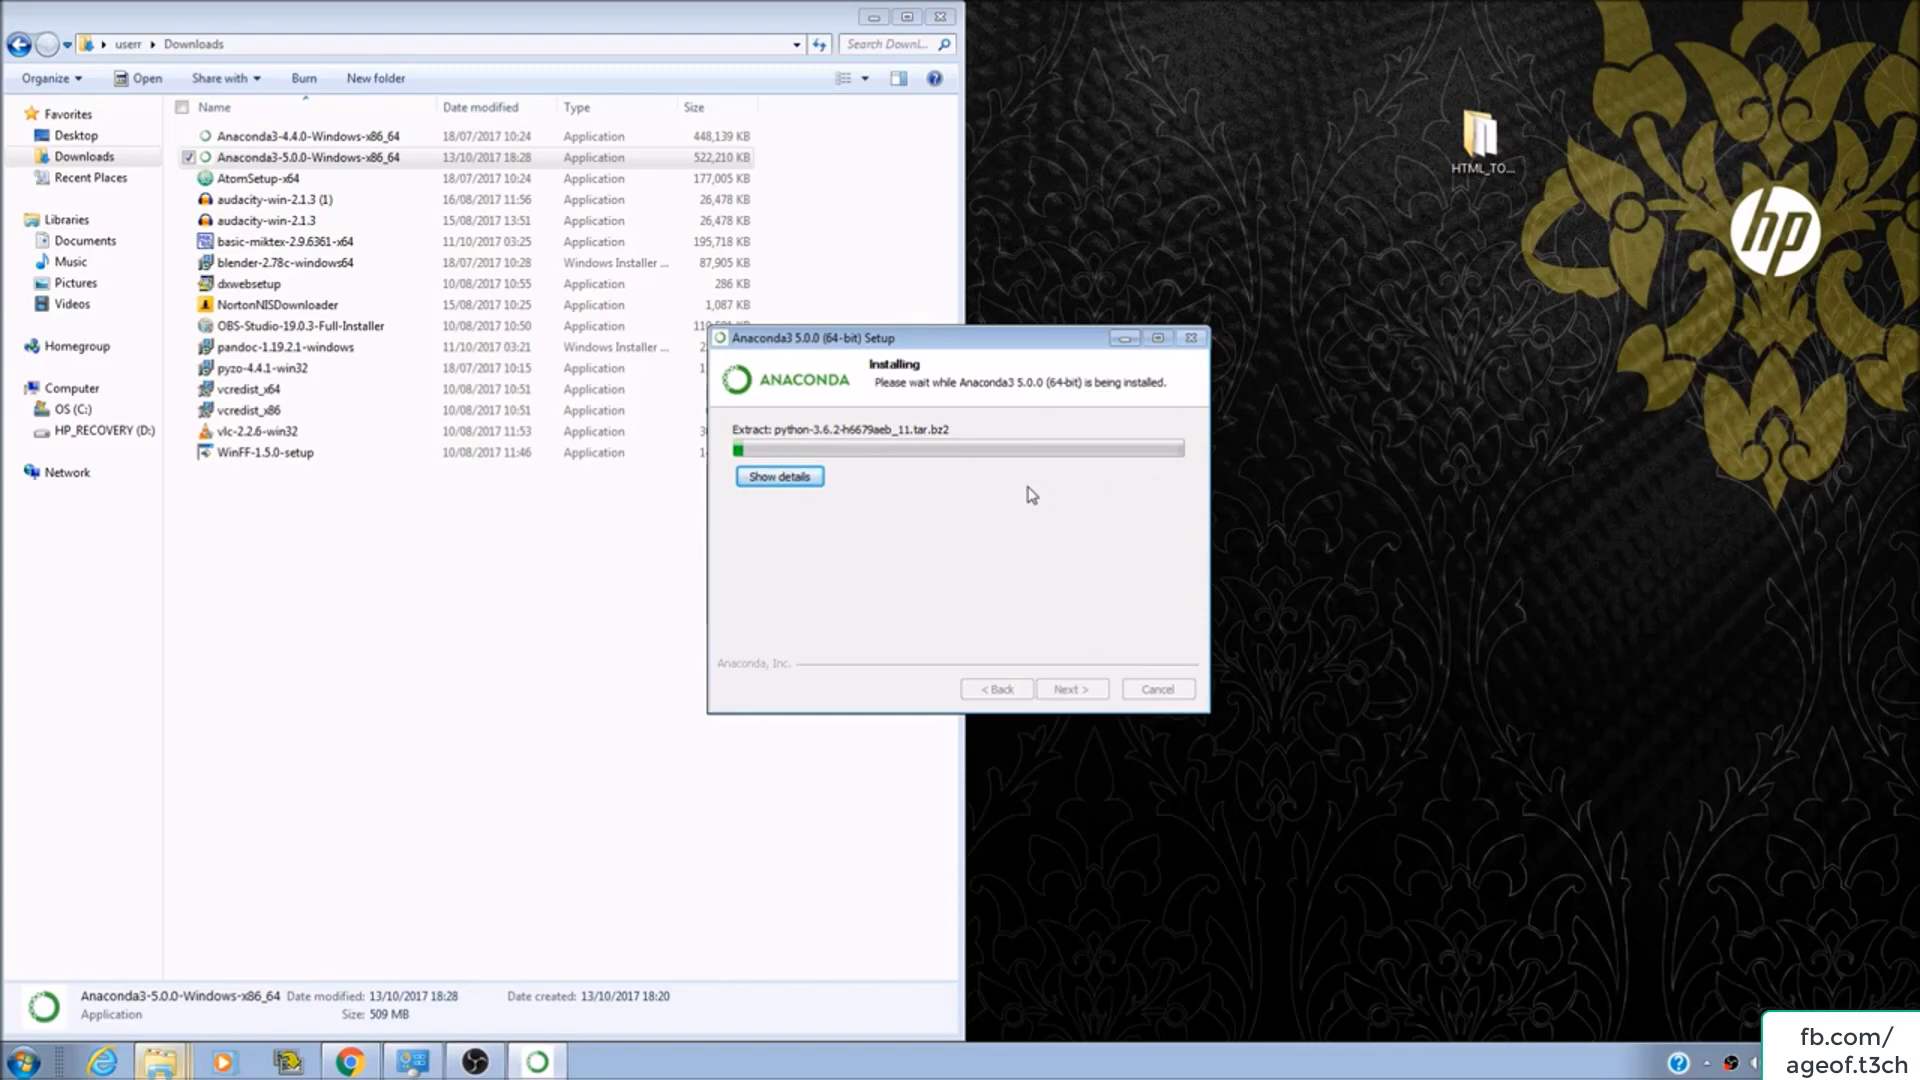 userr
Downloads
Search Downl...
Organize
Open
Share with
Burn
New folder
Name
Date modified
Type
Size
Favorites
Desktop
Downloads
Recent Places
Libraries
Documents
Music
Pictures
Videos
Homegroup
Computer
OS (C:)
HP_RECOVERY (D:)
Network
Anaconda3-4.4.0-Windows-x86_64 18/07/2017 10:24 Application 448,139 KB
Anaconda3-5.0.0-Windows-x86_64 13/10/2017 18:28 Application 522,210 KB
AtomSetup-x64 18/07/2017 10:24 Application 177,005 KB
audacity-win-2.1.3 (1) 16/08/2017 11:56 Application 26,478 KB
audacity-win-2.1.3 15/08/2017 13:51 Application 26,478 KB
basic-miktex-2.9.6361-x64 11/10/2017 03:25 Application 195,718 KB
blender-2.78c-windows64 18/07/2017 10:28 Windows Installer ... 87,905 KB
dxwebsetup 10/08/2017 10:55 Application 286 KB
NortonNISDownloader 15/08/2017 10:25 Application 1,087 KB
OBS-Studio-19.0.3-Full-Installer 10/08/2017 10:50 Application
pandoc-1.19.2.1-windows 11/10/2017 03:21 Windows Installer ...
pyzo-4.4.1-win32 18/07/2017 10:15 Application
vcredist_x64 10/08/2017 10:51 Application
vcredist_x86 10/08/2017 10:51 Application
vlc-2.2.6-win32 10/08/2017 11:53 Application
WinFF-1.5.0-setup 10/08/2017 11:46 Application
Anaconda3 5.0.0 (64-bit) Setup
ANACONDA
Installing
Please wait while Anaconda3 5.0.0 (64-bit) is being installed.
Extract: python-3.6.2-h6679aeb_11.tar.bz2
Show details
Anaconda, Inc.
< Back
Next >
Cancel
HTML_TO...
hp
Anaconda3-5.0.0-Windows-x86_64 Date modified: 13/10/2017 18:28 Date created: 13/10/2017 18:20
Application Size: 509 MB
fb.com/
ageof.t3ch